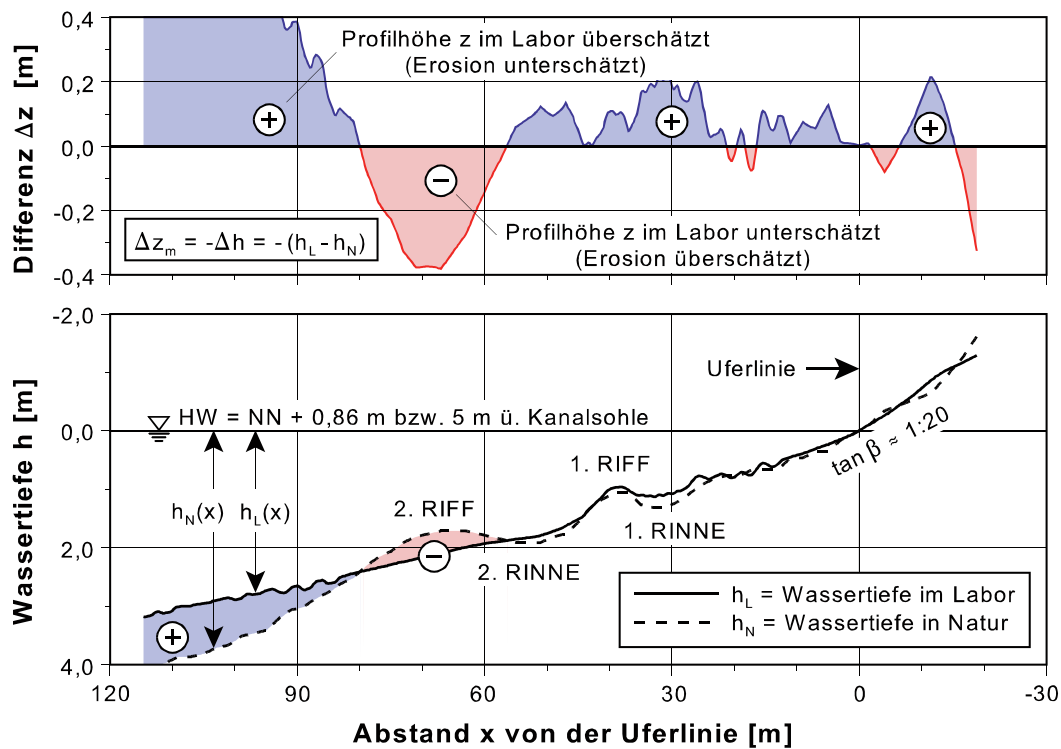 Differenz Δz [m]
0,4
0,2
0,0
-0,2
-0,4
Profilhöhe z im Labor überschätzt
(Erosion unterschätzt)
+
+
+
−
Profilhöhe z im Labor unterschätzt
(Erosion überschätzt)
Δz_m = -Δh = -(h_L-h_N)
Wassertiefe h [m]
-2,0
0,0
2,0
4,0
Uferlinie
HW = NN + 0,86 m bzw. 5 m ü. Kanalsohle
tan β ≈ 1:20
1. RIFF
h_N(x)
h_L(x)
2. RIFF
1. RINNE
−
2. RINNE
+
h_L = Wassertiefe im Labor
h_N = Wassertiefe in Natur
120
90
60
30
0
-30
Abstand x von der Uferlinie [m]